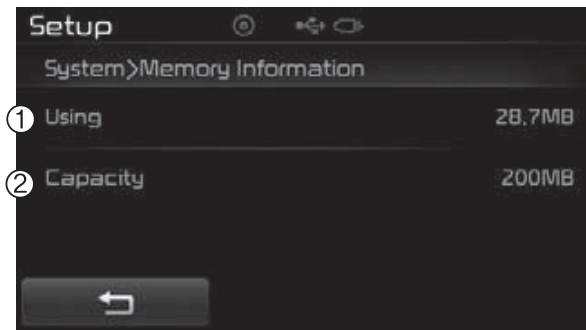 Setup
System>Memory Information
① Using 28.7MB
② Capacity 200MB